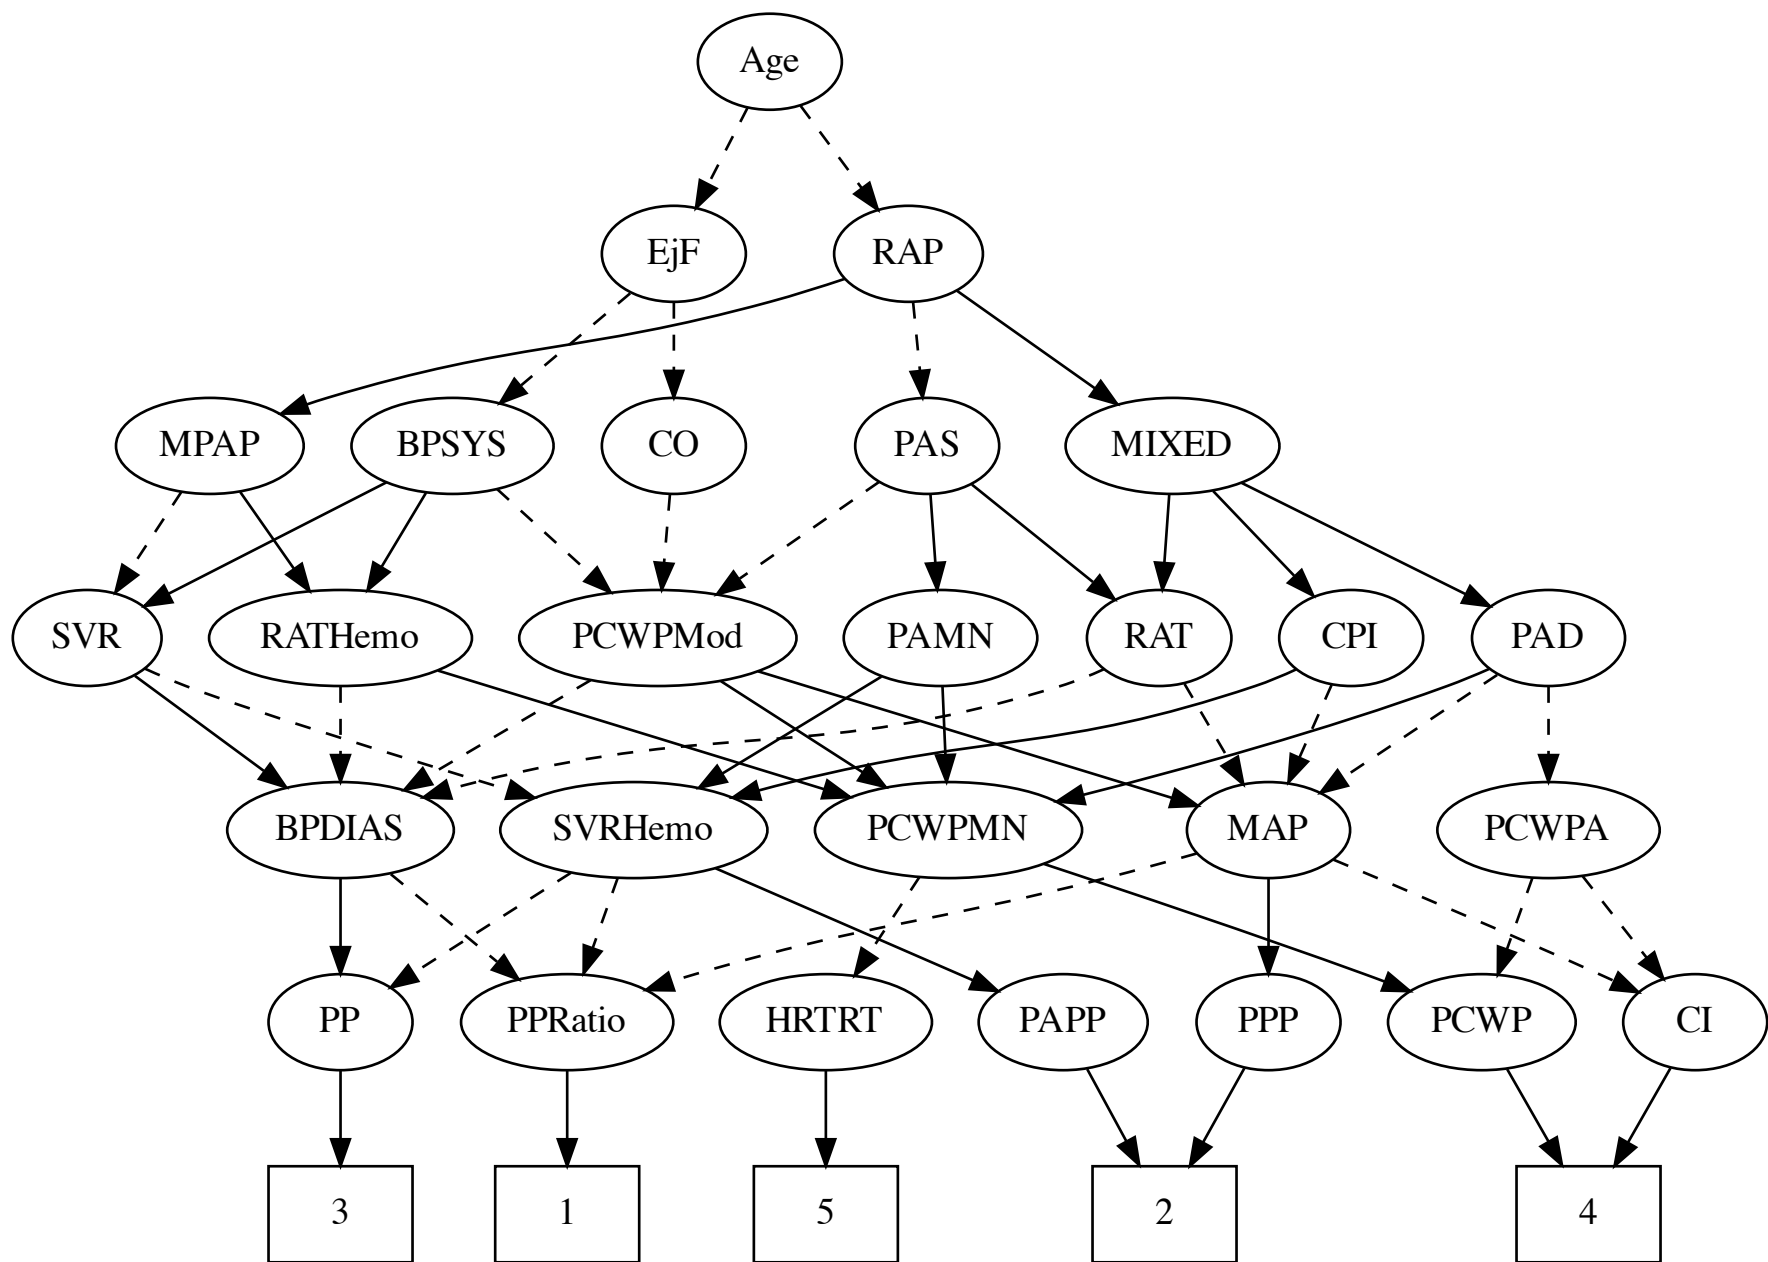 Age
EjF
RAP
MPAP
BPSYS
CO
PAS
MIXED
SVR
RATHemo
PCWPMod
PAMN
RAT
CPI
PAD
BPDIAS
SVRHemo
PCWPMN
MAP
PCWPA
PP
PPRatio
HRTRT
PAPP
PPP
PCWP
CI
3
1
5
2
4